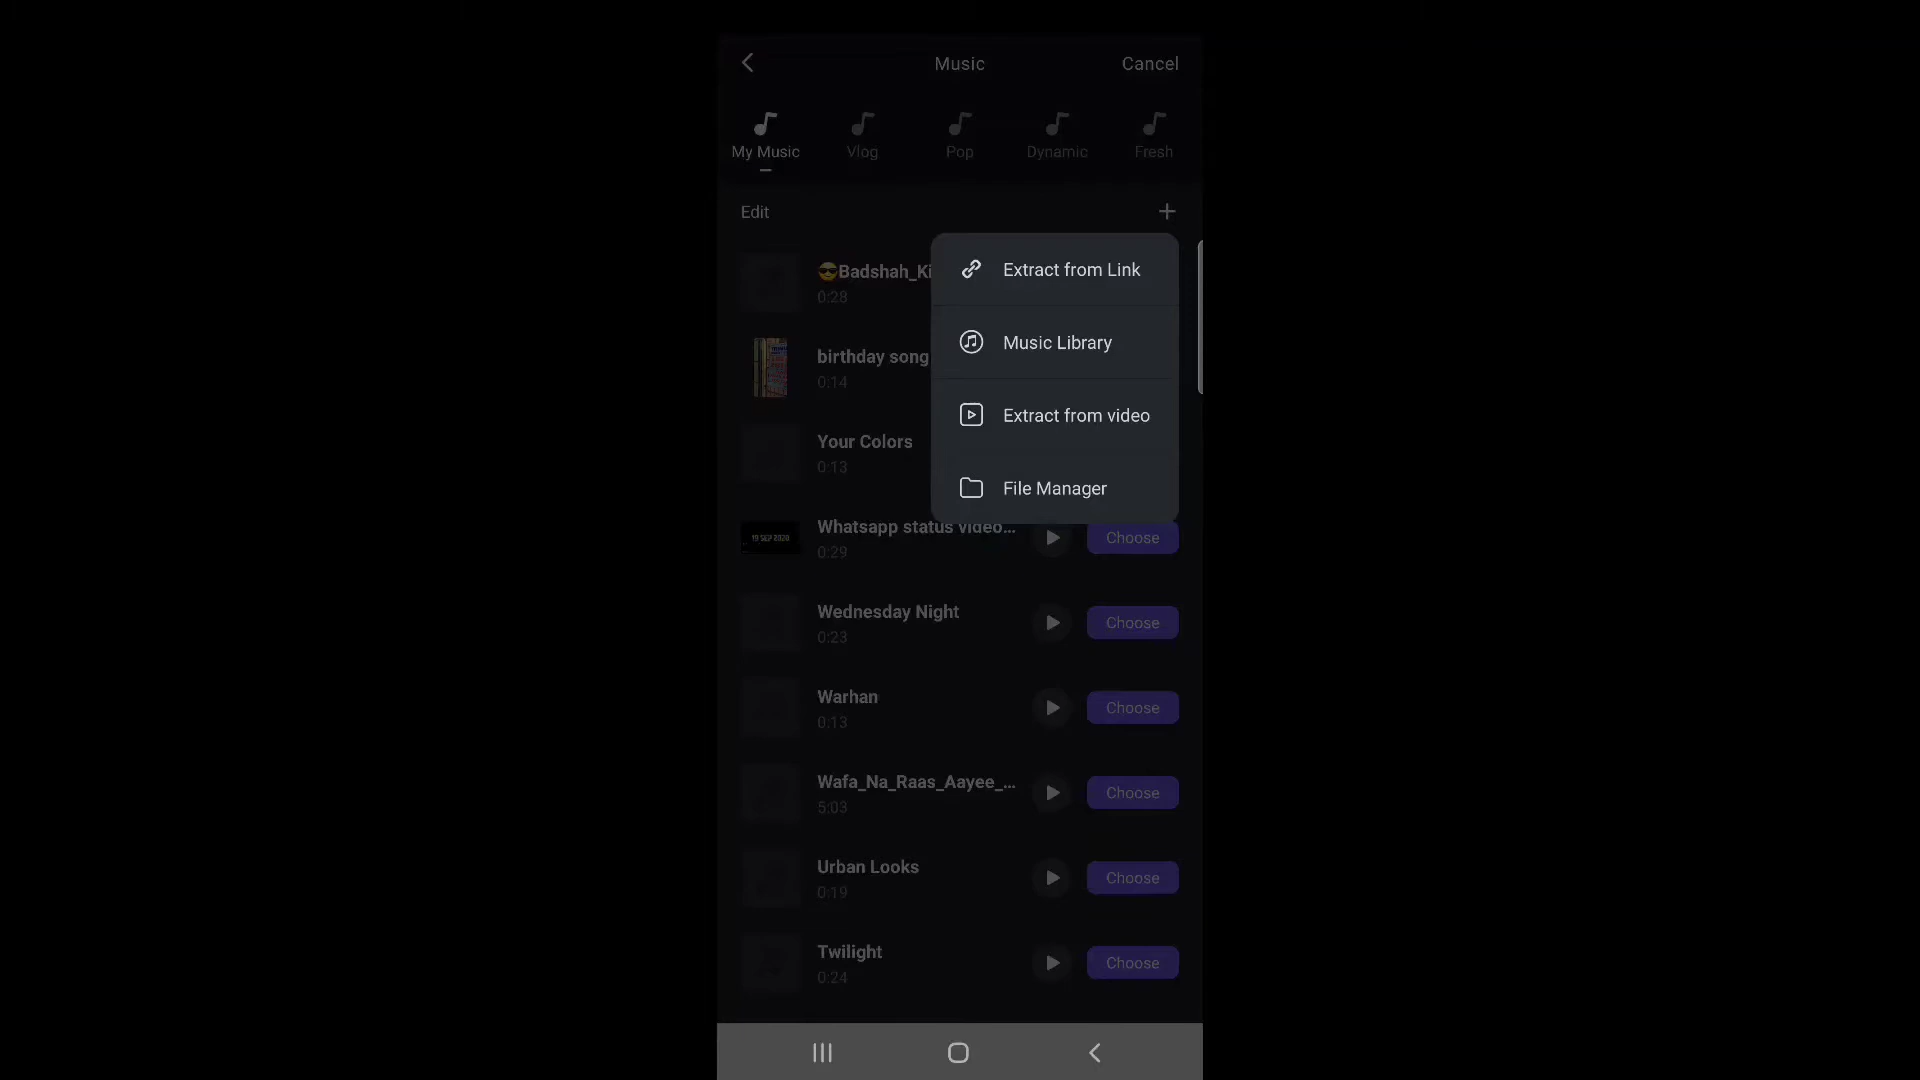 Music
Cancel
My Music
Vlog
Pop
Dynamic
Fresh
Edit
Extract from Link
Music Library
Extract from video
File Manager
😎Badshah_Ki
0:28
birthday song
0:14
Your Colors
0:13
19 SEP 2020
Whatsapp status video...
0:29
Choose
Wednesday Night
0:23
Choose
Warhan
0:13
Choose
Wafa_Na_Raas_Aayee_...
5:03
Choose
Urban Looks
0:19
Choose
Twilight
0:24
Choose